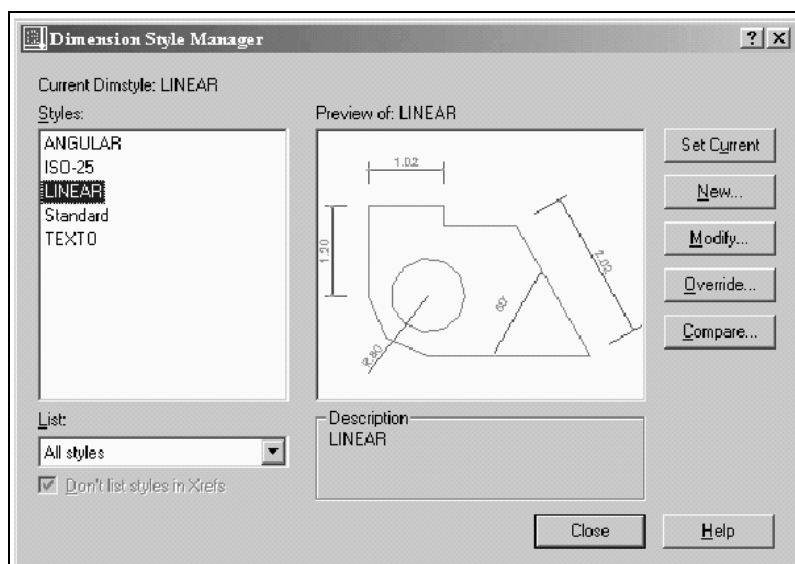 Dimension Style Manager
Current Dimstyle: LINEAR
Styles:
ANGULAR
ISO-25
LINEAR
Standard
TEXTO
List:
All styles
Don't list styles in Xrefs
Preview of: LINEAR
1.02
1.20
2.02
60°
R.80
Description
LINEAR
Set Current
New...
Modify...
Override...
Compare...
Close
Help